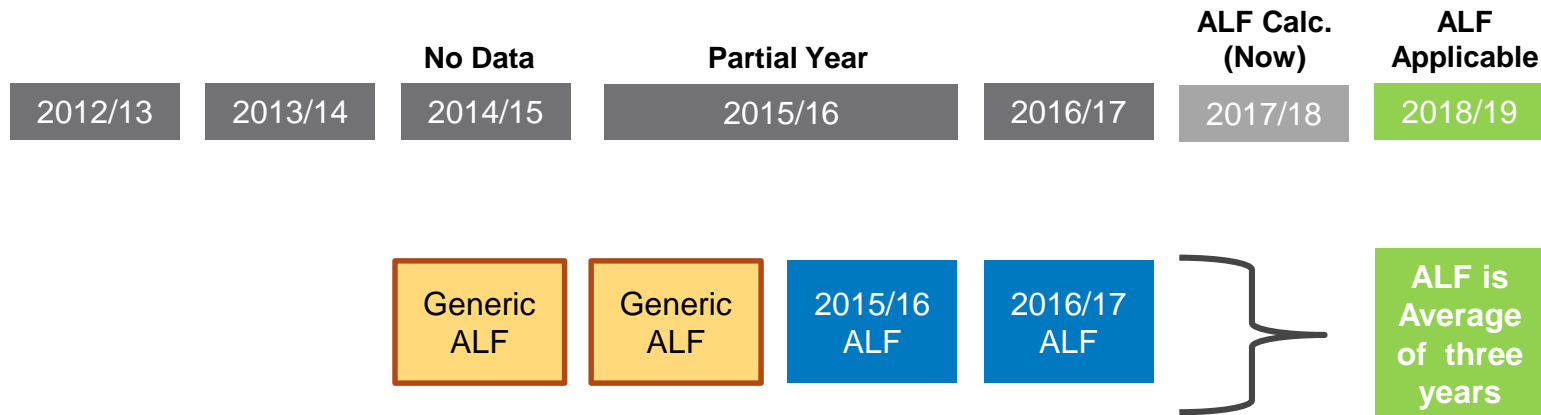 No Data
Partial Year
ALF Calc.
(Now)
ALF
Applicable
2012/13
2013/14
2014/15
2015/16
2016/17
2017/18
2018/19
Generic
ALF
Generic
ALF
2015/16
ALF
2016/17
ALF
ALF is
Average
of three
years